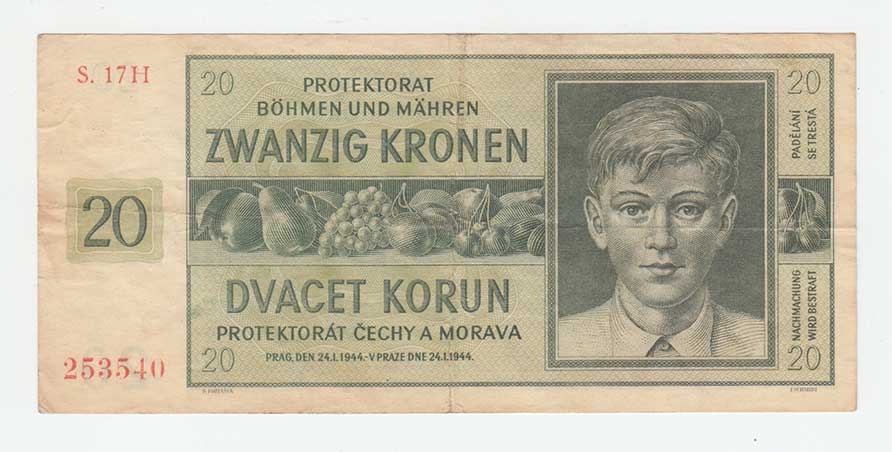 S. 17H
20
PROTEKTORAT
BÖHMEN UND MÄHREN
ZWANZIG KRONEN
20
DVACET KORUN
PROTEKTORÁT ČECHY A MORAVA
PRAG, DEN 24.I.1944.-V PRAZE DNE 24.I.1944.
20
253540
20
PADĚLÁNÍ
SE TRESTÁ
NACHMACHUNG
WIRD BESTRAFT
20